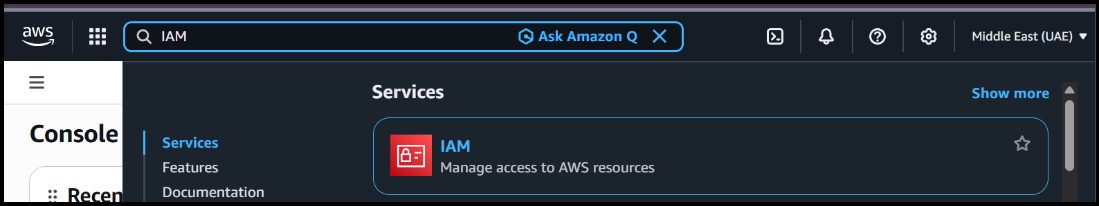 aws
IAM
Ask Amazon Q
Middle East (UAE)
Console
Recen
Services
Features
Documentation
Services
Show more
IAM
Manage access to AWS resources